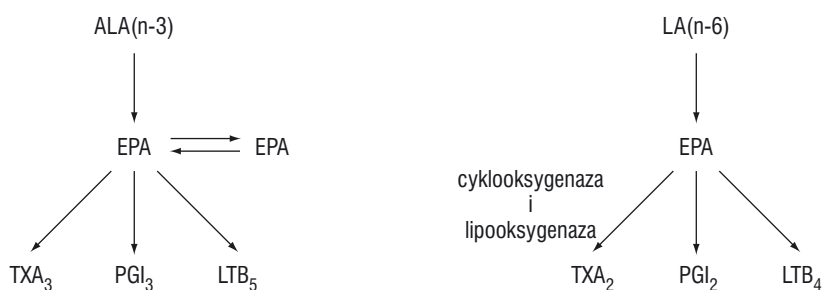 ALA(n-3)
EPA
EPA
TXA₃
PGI₃
LTB₅
LA(n-6)
EPA
cyklooksygenaza
i
lipooksygenaza
TXA₂
PGI₂
LTB₄